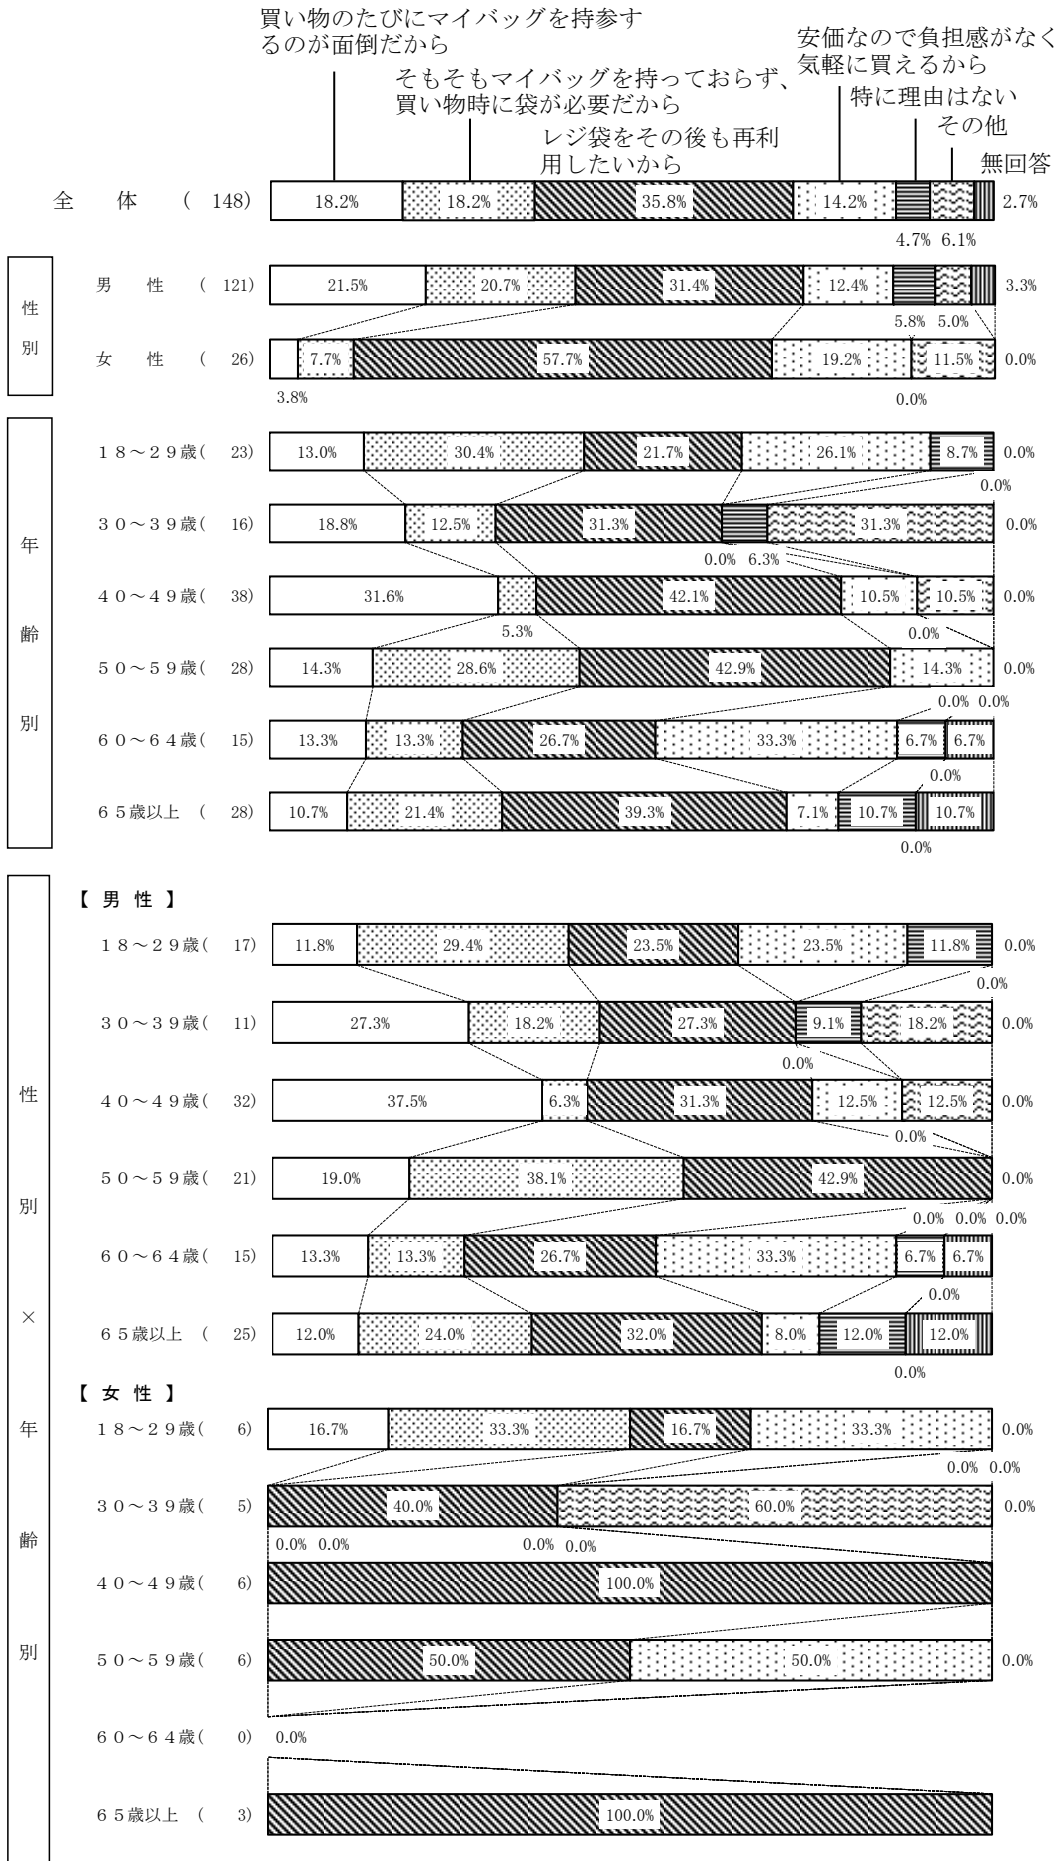 買い物のたびにマイバッグを持参す
るのが面倒だから
そもそもマイバッグを持っておらず、
買い物時に袋が必要だから
レジ袋をその後も再利
用したいから
安価なので負担感がなく
気軽に買えるから
特に理由はない
その他
無回答
全 体 ( 148) 18.2% 18.2% 35.8% 14.2% 2.7%
4.7% 6.1%
性別
男 性 ( 121) 21.5% 20.7% 31.4% 12.4% 3.3%
5.8% 5.0%
女 性 ( 26) 7.7% 57.7% 19.2% 11.5% 0.0%
3.8% 0.0%
年齢別
18~29歳( 23) 13.0% 30.4% 21.7% 26.1% 8.7% 0.0%
0.0%
30~39歳( 16) 18.8% 12.5% 31.3% 31.3% 0.0%
0.0% 6.3%
40~49歳( 38) 31.6% 42.1% 10.5% 10.5% 0.0%
5.3% 0.0%
50~59歳( 28) 14.3% 28.6% 42.9% 14.3% 0.0%
0.0% 0.0%
60~64歳( 15) 13.3% 13.3% 26.7% 33.3% 6.7% 6.7%
0.0%
65歳以上 ( 28) 10.7% 21.4% 39.3% 7.1% 10.7% 10.7%
0.0%
性別×年齢別
【 男 性 】
18~29歳( 17) 11.8% 29.4% 23.5% 23.5% 11.8% 0.0%
0.0%
30~39歳( 11) 27.3% 18.2% 27.3% 9.1% 18.2% 0.0%
0.0%
40~49歳( 32) 37.5% 6.3% 31.3% 12.5% 12.5% 0.0%
0.0%
50~59歳( 21) 19.0% 38.1% 42.9% 0.0%
0.0% 0.0% 0.0%
60~64歳( 15) 13.3% 13.3% 26.7% 33.3% 6.7% 6.7%
0.0%
65歳以上 ( 25) 12.0% 24.0% 32.0% 8.0% 12.0% 12.0%
0.0%
【 女 性 】
18~29歳( 6) 16.7% 33.3% 16.7% 33.3% 0.0%
0.0% 0.0%
30~39歳( 5) 40.0% 60.0% 0.0%
0.0% 0.0% 0.0% 0.0%
40~49歳( 6) 100.0%
50~59歳( 6) 50.0% 50.0% 0.0%
60~64歳( 0) 0.0%
65歳以上 ( 3) 100.0%